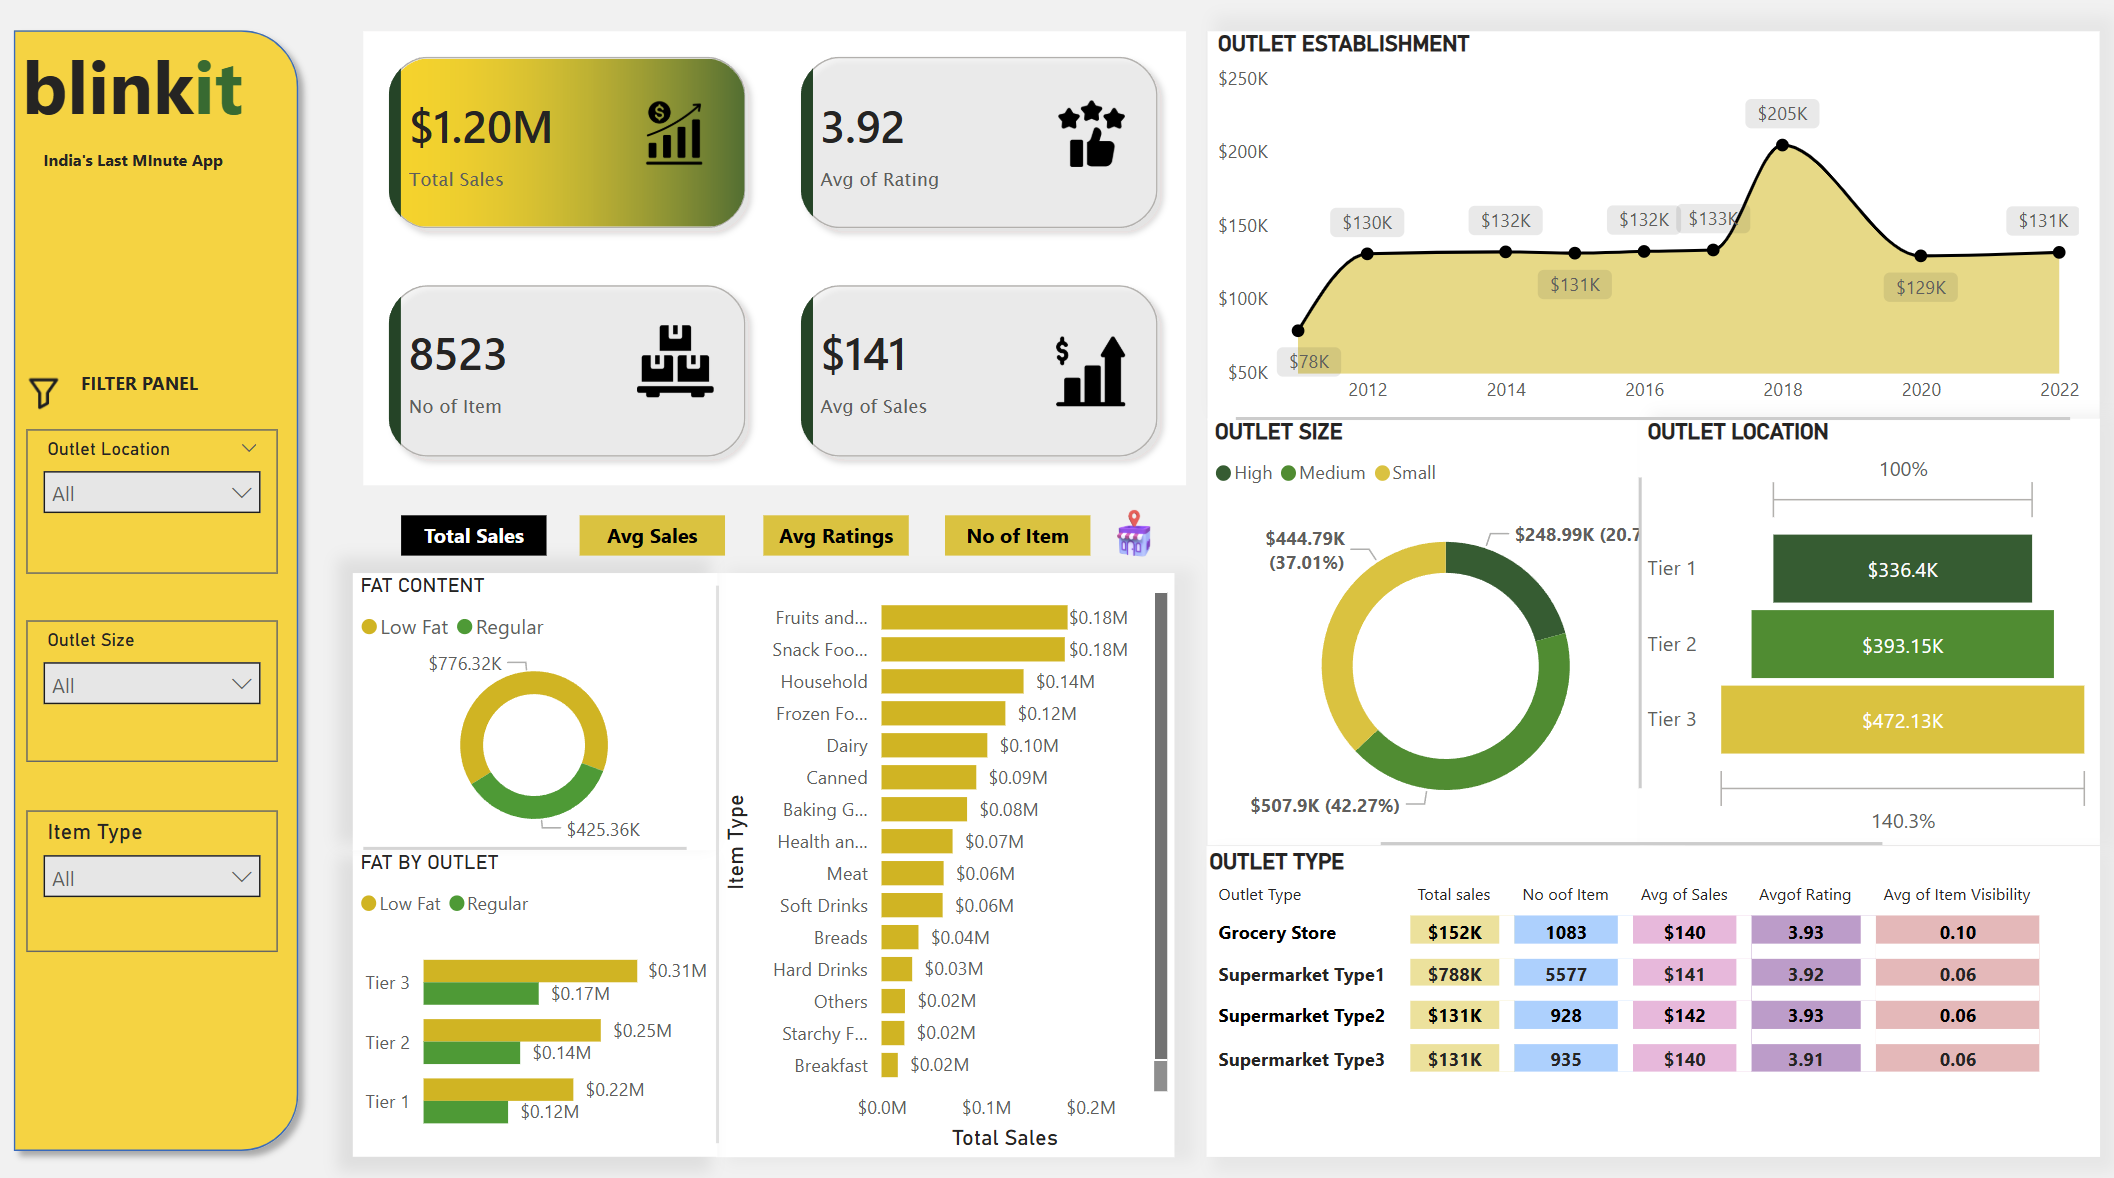 blinkit
India's Last MInute App
FILTER PANEL
Outlet Location
All
Outlet Size
All
Item Type
All
$1.20M
Total Sales
3.92
Avg of Rating
8523
No of Item
$141
Avg of Sales
Total Sales Avg Sales Avg Ratings No of Item
FAT CONTENT
Low Fat Regular
$776.32K
$425.36K
FAT BY OUTLET
Low Fat Regular
Tier 3 $0.31M
$0.17M
Tier 2 $0.25M
$0.14M
Tier 1 $0.22M
$0.12M
Item Type
Fruits and... $0.18M
Snack Foo... $0.18M
Household $0.14M
Frozen Fo... $0.12M
Dairy $0.10M
Canned $0.09M
Baking G... $0.08M
Health an... $0.07M
Meat $0.06M
Soft Drinks $0.06M
Breads $0.04M
Hard Drinks $0.03M
Others $0.02M
Starchy F... $0.02M
Breakfast $0.02M
$0.0M $0.1M $0.2M
Total Sales
OUTLET ESTABLISHMENT
$250K
$200K
$150K
$100K
$50K
$78K
$130K
$132K
$131K
$132K
$133K
$205K
$129K
$131K
2012 2014 2016 2018 2020 2022
OUTLET SIZE
High Medium Small
$444.79K
(37.01%)
$248.99K (20.7
$507.9K (42.27%)
OUTLET LOCATION
100%
Tier 1 $336.4K
Tier 2 $393.15K
Tier 3 $472.13K
140.3%
OUTLET TYPE
Outlet Type Total sales No oof Item Avg of Sales Avgof Rating Avg of Item Visibility
Grocery Store $152K 1083 $140 3.93 0.10
Supermarket Type1 $788K 5577 $141 3.92 0.06
Supermarket Type2 $131K 928 $142 3.93 0.06
Supermarket Type3 $131K 935 $140 3.91 0.06